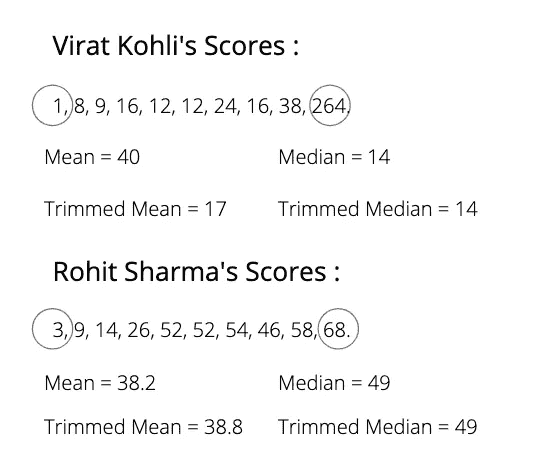 Virat Kohli's Scores :
1, 8, 9, 16, 12, 12, 24, 16, 38, 264.
Mean = 40 Median = 14
Trimmed Mean = 17 Trimmed Median = 14
Rohit Sharma's Scores :
3, 9, 14, 26, 52, 52, 54, 46, 58, 68.
Mean = 38.2 Median = 49
Trimmed Mean = 38.8 Trimmed Median = 49